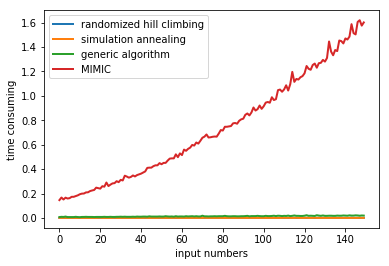 randomized hill climbing
simulation annealing
generic algorithm
MIMIC
time consuming
1.6
1.4
1.2
1.0
0.8
0.6
0.4
0.2
0.0
0 20 40 60 80 100 120 140
input numbers